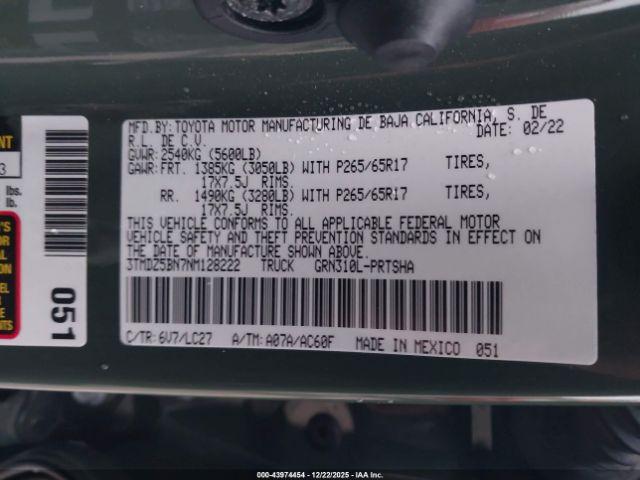 MFD.BY: TOYOTA MOTOR MANUFACTURING DE BAJA CALIFORNIA, S. DE
R.L. DE C.V. DATE: 02/22
GVWR: 2540KG (5600LB)
GAWR: FRT. 1385KG (3050LB) WITH P265/65R17 TIRES,
17X7.5J RIMS.
RR. 1490KG (3280LB) WITH P265/65R17 TIRES,
17X7.5J RIMS.
THIS VEHICLE CONFORMS TO ALL APPLICABLE FEDERAL MOTOR
VEHICLE SAFETY AND THEFT PREVENTION STANDARDS IN EFFECT ON
THE DATE OF MANUFACTURE SHOWN ABOVE.
3TMDZ5BN7NM128222 TRUCK GRN310L-PRTSHA
C/TR: 6V7/LC27 A/TM: A07A/AC60F MADE IN MEXICO 051
3
lbs.
lb.
051
000-43974454 - 12/22/2025 - IAA, Inc.